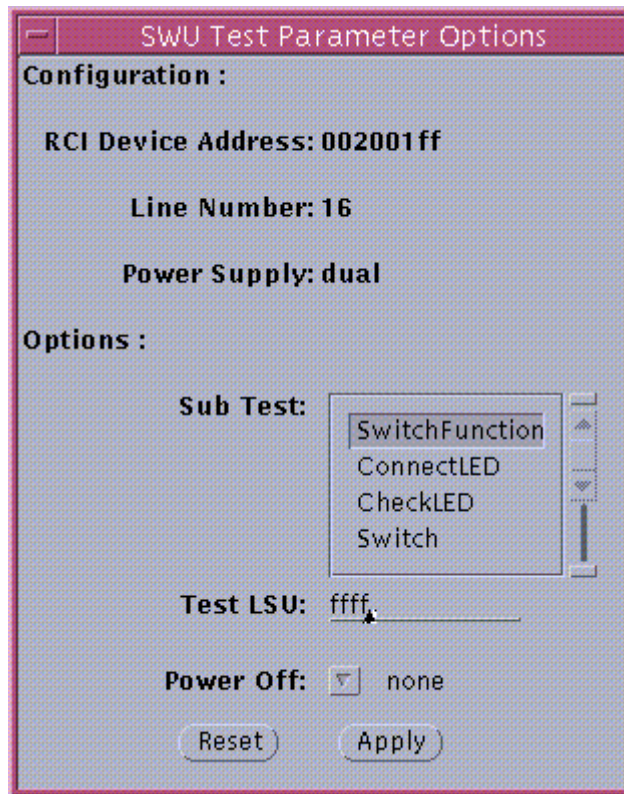 SWU Test Parameter Options
Configuration :
RCI Device Address: 002001ff
Line Number: 16
Power Supply: dual
Options :
Sub Test:
SwitchFunction
ConnectLED
CheckLED
Switch
Test LSU: ffff
Power Off: none
Reset Apply